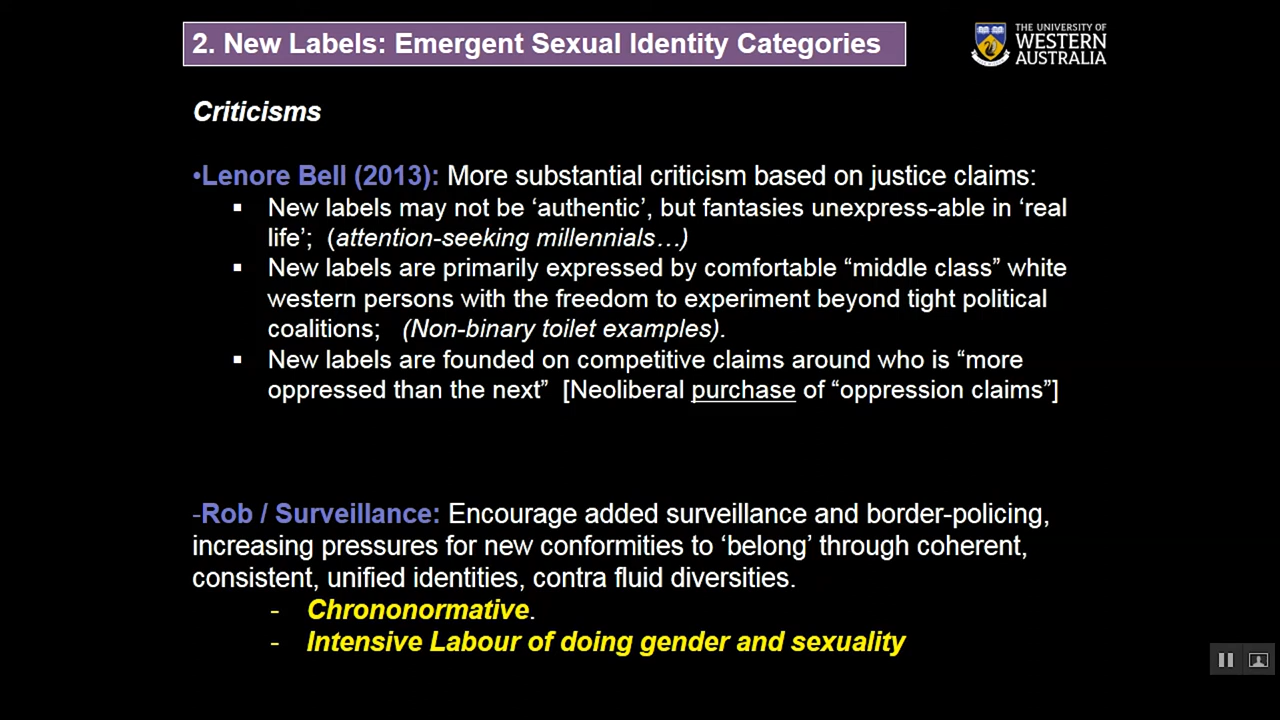 2. New Labels: Emergent Sexual Identity Categories
THE UNIVERSITY OF
WESTERN
AUSTRALIA
Criticisms
•Lenore Bell (2013): More substantial criticism based on justice claims:
▪ New labels may not be ‘authentic’, but fantasies unexpress-able in ‘real
life’; (attention-seeking millennials…)
▪ New labels are primarily expressed by comfortable “middle class” white
western persons with the freedom to experiment beyond tight political
coalitions; (Non-binary toilet examples).
▪ New labels are founded on competitive claims around who is “more
oppressed than the next” [Neoliberal purchase of “oppression claims”]
-Rob / Surveillance: Encourage added surveillance and border-policing,
increasing pressures for new conformities to ‘belong’ through coherent,
consistent, unified identities, contra fluid diversities.
- Chrononormative.
- Intensive Labour of doing gender and sexuality